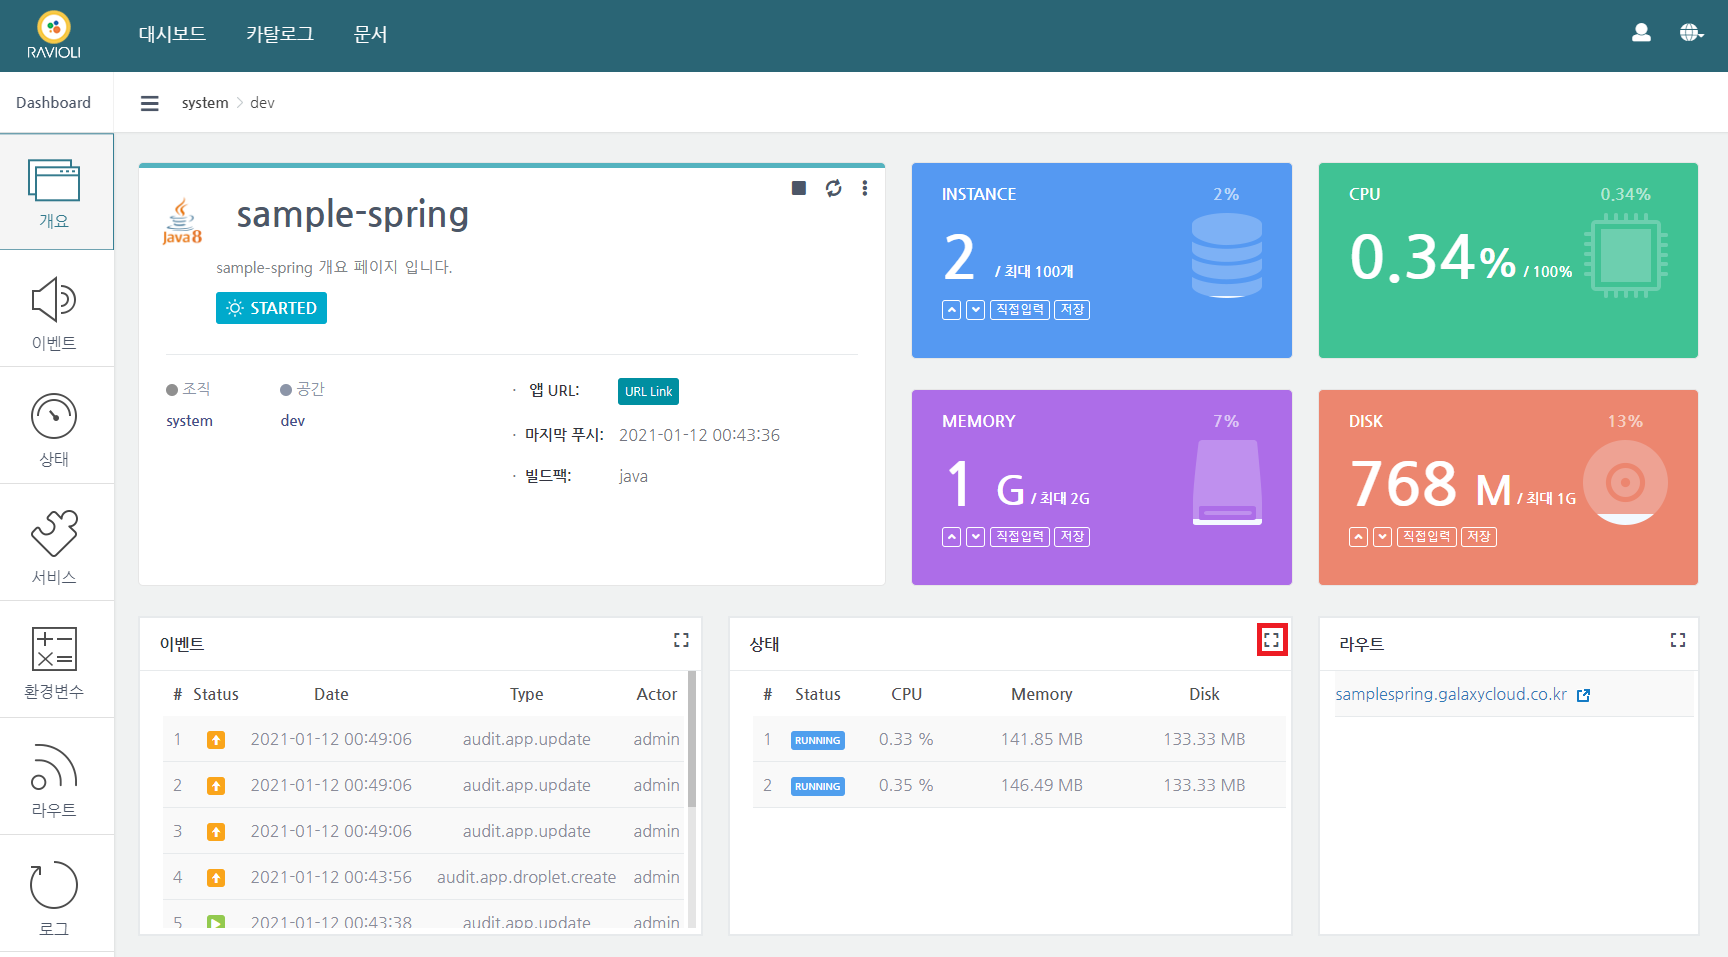 RAVIOLI
대시보드 카탈로그 문서
Dashboard
system > dev
개요
이벤트
상태
서비스
환경변수
라우트
로그
Java8
sample-spring
sample-spring 개요 페이지 입니다.
STARTED
조직 공간
system dev
· 앱 URL: URL Link
· 마지막 푸시: 2021-01-12 00:43:36
· 빌드팩: java
INSTANCE 2%
2 / 최대 100개
직접입력 저장
CPU 0.34%
0.34% / 100%
MEMORY 7%
1 G / 최대 2G
직접입력 저장
DISK 13%
768 M / 최대 1G
직접입력 저장
이벤트
# Status Date Type Actor
1 2021-01-12 00:49:06 audit.app.update admin
2 2021-01-12 00:49:06 audit.app.update admin
3 2021-01-12 00:49:06 audit.app.update admin
4 2021-01-12 00:43:56 audit.app.droplet.create admin
5 2021-01-12 00:43:38 audit.app.update admin
상태
# Status CPU Memory Disk
1 RUNNING 0.33 % 141.85 MB 133.33 MB
2 RUNNING 0.35 % 146.49 MB 133.33 MB
라우트
samplespring.galaxycloud.co.kr